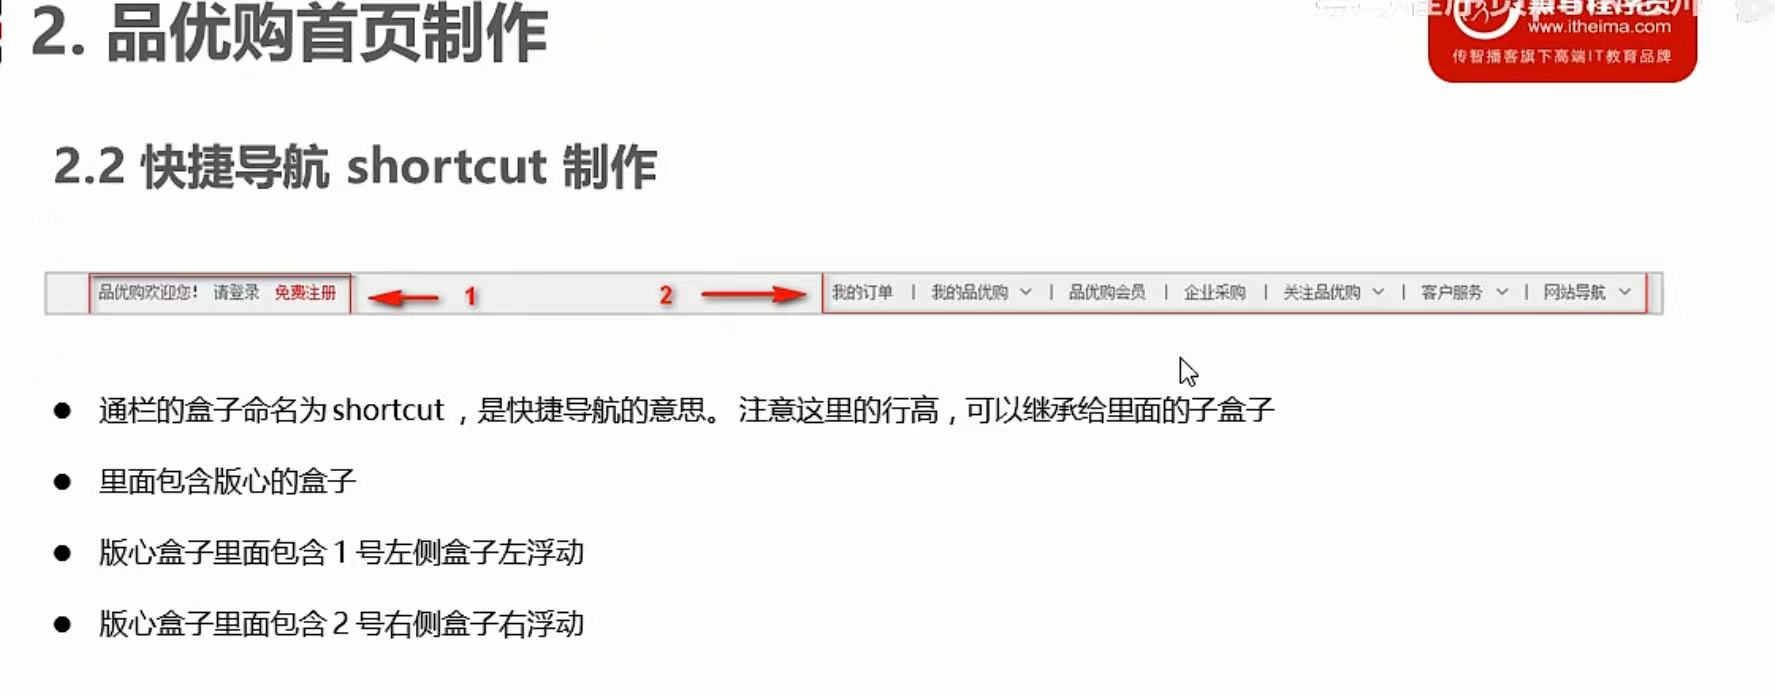 2. 品优购首页制作
www.itheima.com
传智播客旗下高端IT教育品牌
2.2 快捷导航 shortcut 制作
品优购欢迎您! 请登录 免费注册 1 2 我的订单 | 我的品优购 | 品优购会员 | 企业采购 | 关注品优购 | 客户服务 | 网站导航
● 通栏的盒子命名为shortcut ，是快捷导航的意思。 注意这里的行高，可以继承给里面的子盒子
● 里面包含版心的盒子
● 版心盒子里面包含1号左侧盒子左浮动
● 版心盒子里面包含2号右侧盒子右浮动